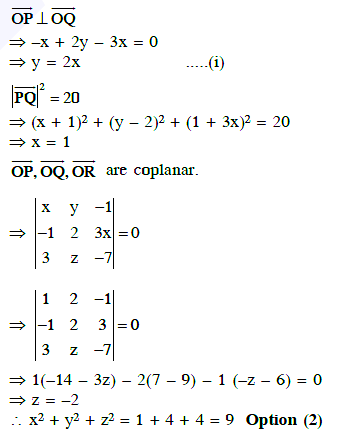 OP ⊥ OQ
⇒ –x + 2y – 3x = 0
⇒ y = 2x .....(i)
|PQ|² = 20
⇒ (x + 1)² + (y – 2)² + (1 + 3x)² = 20
⇒ x = 1
OP, OQ, OR are coplanar.
| x y –1 |
⇒ | –1 2 3x | = 0
| 3 z –7 |
| 1 2 –1 |
⇒ | –1 2 3 | = 0
| 3 z –7 |
⇒ 1(–14 – 3z) – 2(7 – 9) – 1 (–z – 6) = 0
⇒ z = –2
∴ x² + y² + z² = 1 + 4 + 4 = 9 Option (2)